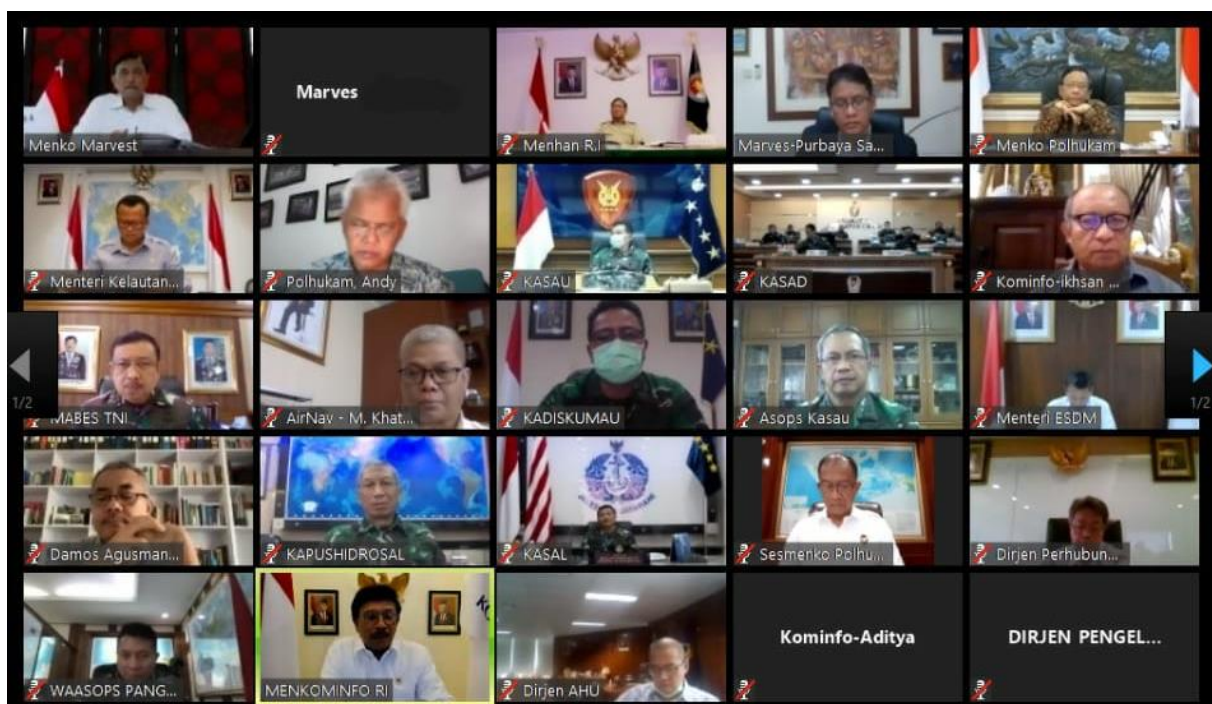 Menko Marvest
Marves
Menhan R.I
Marves-Purbaya Sa...
Menko Polhukam
Menteri Kelautan...
Polhukam, Andy
KASAU
KASAD
Kominfo-ikhsan ...
1/2
MABES TNI
AirNav - M. Khat...
KADISKUMAU
Asops Kasau
Menteri ESDM
1/2
Damos Agusman...
KAPUSHIDROSAL
KASAL
Sesmenko Polhu...
Dirjen Perhubun...
WAASOPS PANG...
MENKOMINFO RI
Dirjen AHU
Kominfo-Aditya
DIRJEN PENGEL...